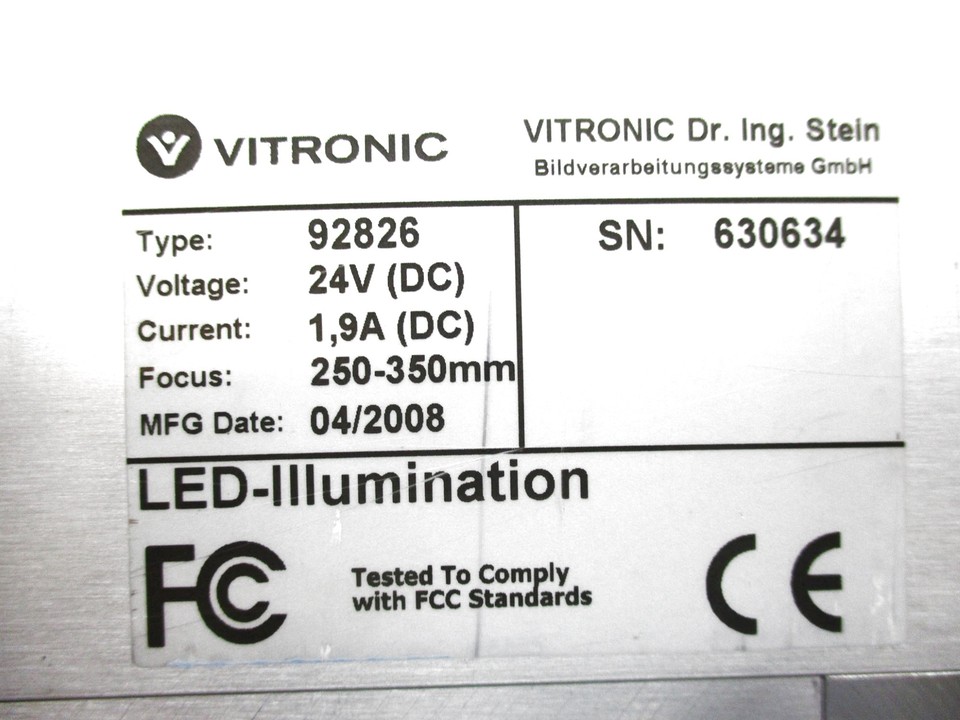 VITRONIC
VITRONIC Dr. Ing. Stein
Bildverarbeitungssysteme GmbH
Type: 92826
SN: 630634
Voltage: 24V (DC)
Current: 1,9A (DC)
Focus: 250-350mm
MFG Date: 04/2008
LED-Illumination
FC
Tested To Comply
with FCC Standards
CE